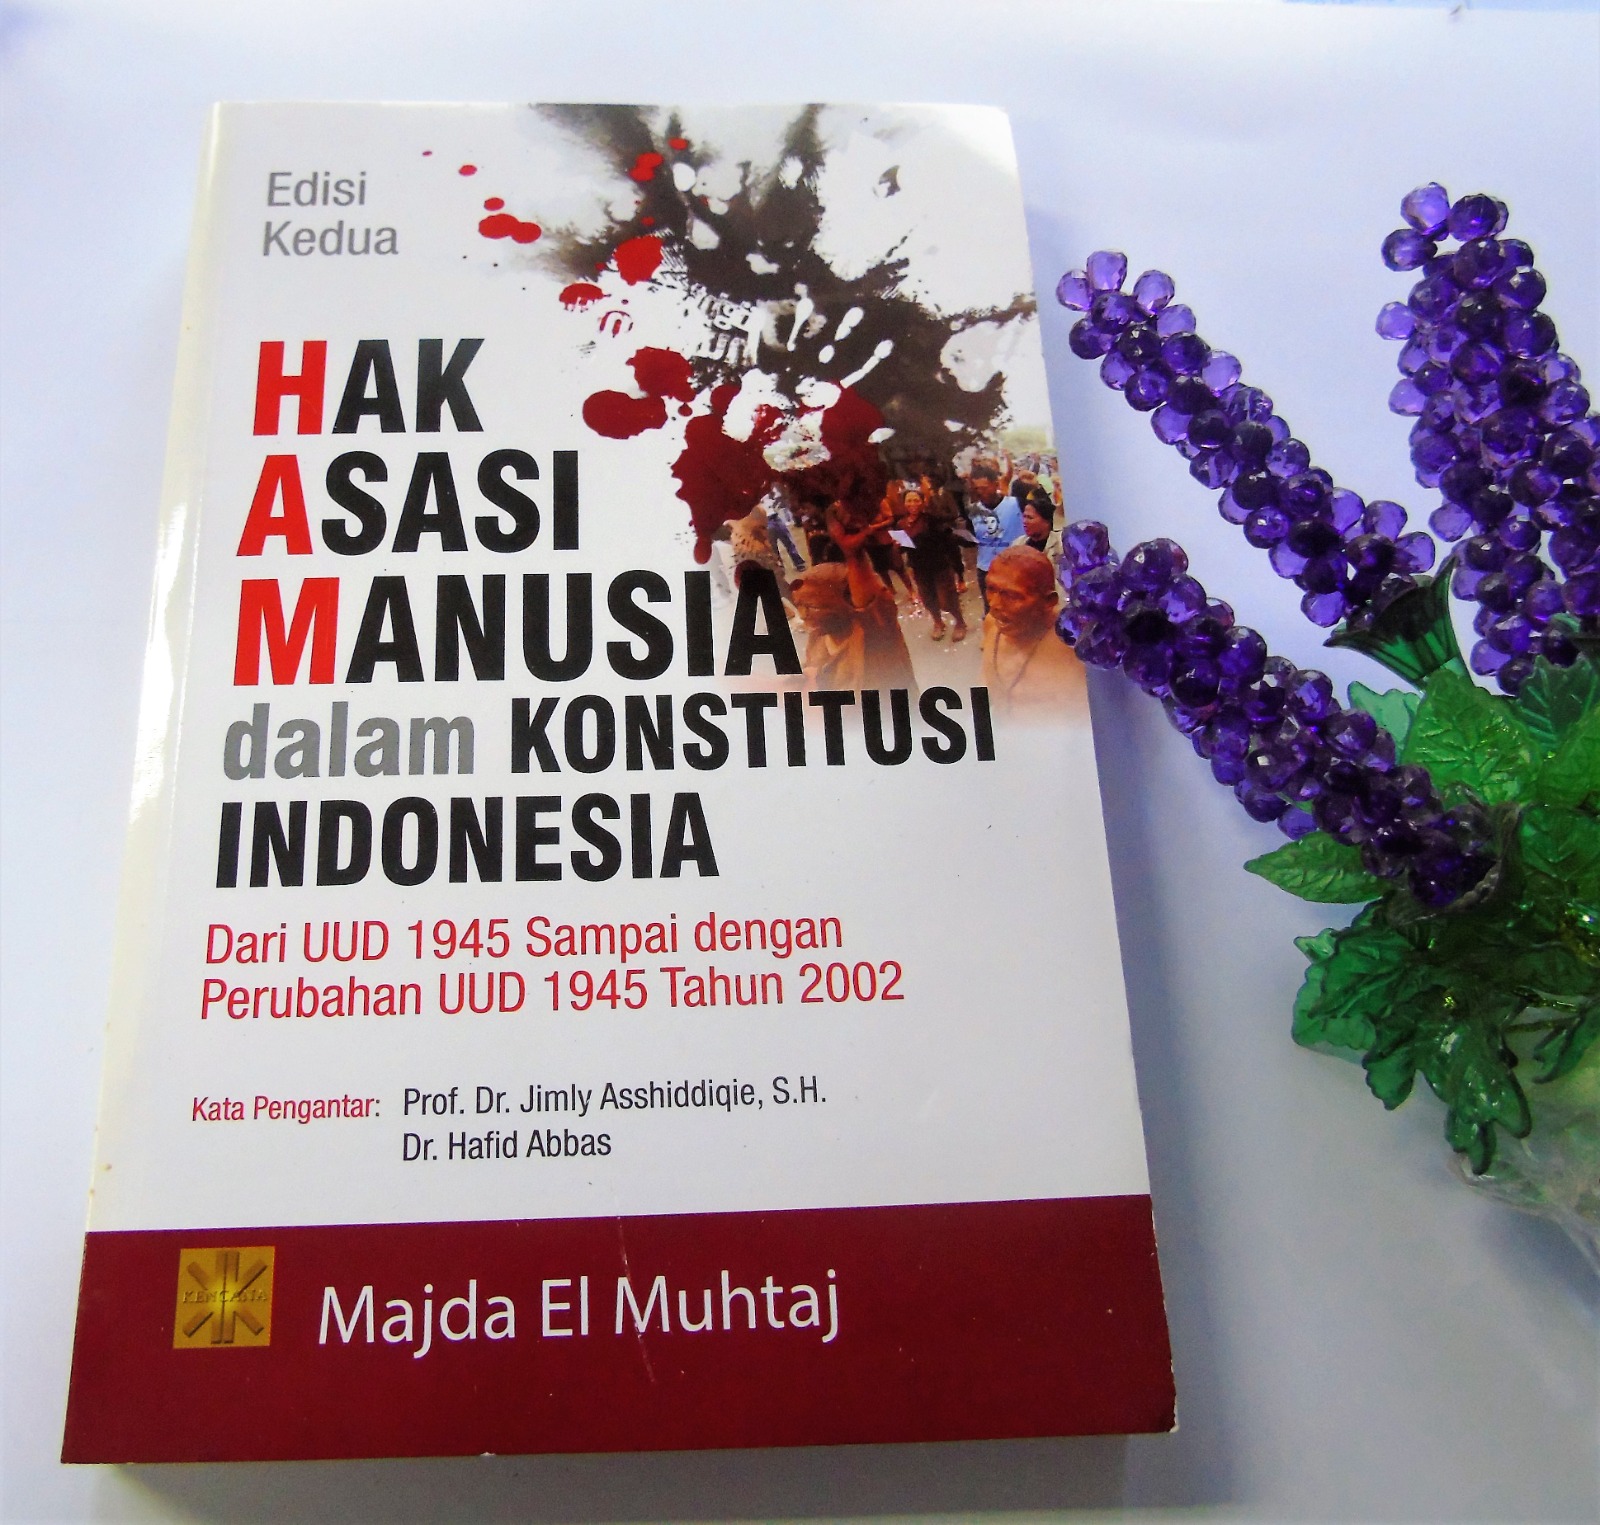 Edisi
Kedua
HAK
ASASI
MANUSIA
dalam KONSTITUSI
INDONESIA
Dari UUD 1945 Sampai dengan
Perubahan UUD 1945 Tahun 2002
Kata Pengantar: Prof. Dr. Jimly Asshiddiqie, S.H.
Dr. Hafid Abbas
KENCANA
Majda El Muhtaj